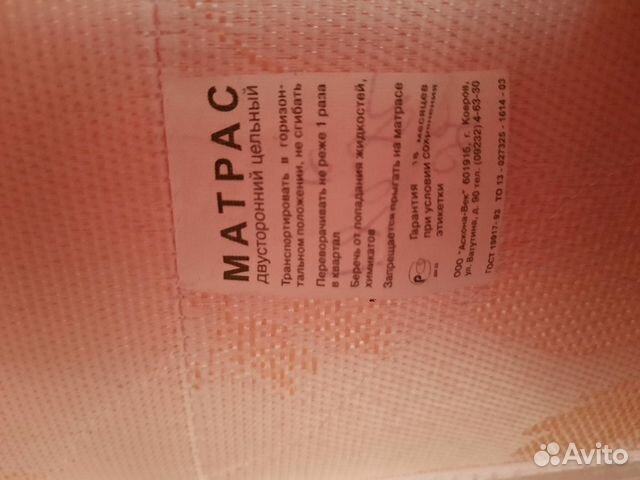 МАТРАС
двусторонний цельный
Транспортировать в горизон-
тальном положении, не сгибать
Переворачивать не реже 1 раза
в квартал
Беречь от попадания жидкостей,
химикатов
Запрещается прыгать на матрасе
Гарантия 18 месяцев
при условии сохранения
этикетки
ООО "Аскона-Век" 601916, г. Ковров,
ул. Ватутина, д. 90 тел. (09232) 4-63-30
ГОСТ 19917-93 ТО 13 - 027325 - 1614 - 03
Avito